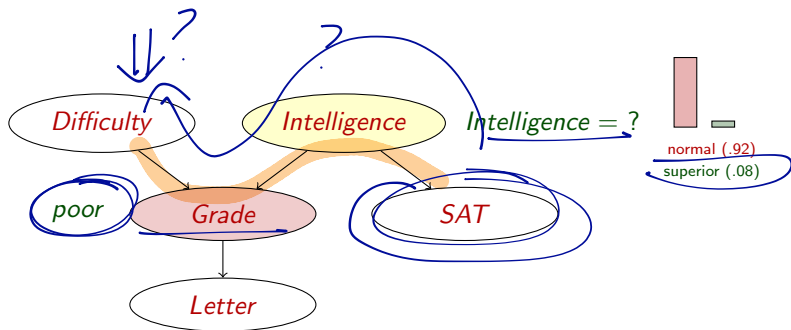 ?
?
Difficulty
Intelligence
Intelligence = ?
normal (.92)
superior (.08)
poor
Grade
SAT
Letter